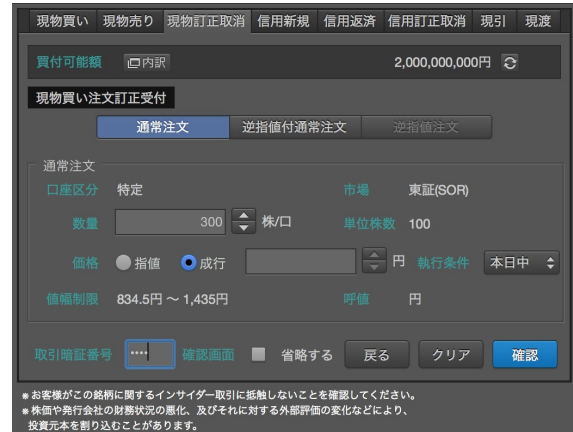 現物買い 現物売り 現物訂正取消 信用新規 信用返済 信用訂正取消 現引 現渡
買付可能額 内訳 2,000,000,000円
現物買い注文訂正受付
通常注文 逆指値付通常注文 逆指値注文
通常注文
口座区分 特定 市場 東証(SOR)
数量 300 株/口 単位株数 100
価格 指値 成行 円 執行条件 本日中
値幅制限 834.5円 ~ 1,435円 呼値 円
取引暗証番号 •••• 確認画面 省略する 戻る クリア 確認
※お客様がこの銘柄に関するインサイダー取引に抵触しないことを確認してください。
※株価や発行会社の財務状況の悪化、及びそれに対する外部評価の変化などにより、
投資元本を割り込むことがあります。